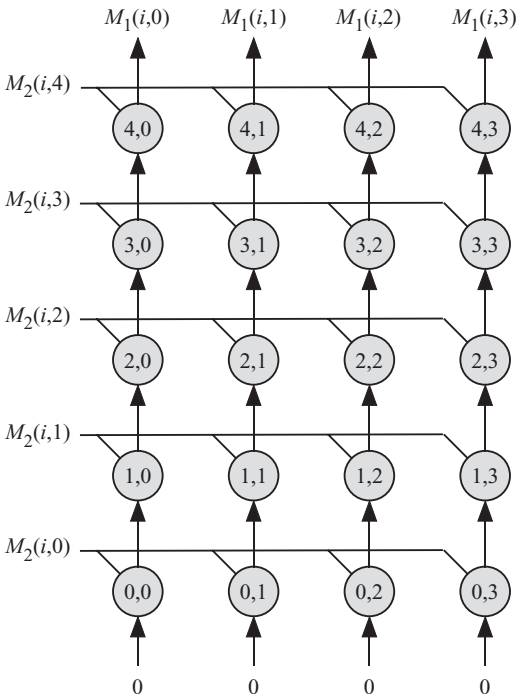 M1(i,0) M1(i,1) M1(i,2) M1(i,3)
M2(i,4)
4,0 4,1 4,2 4,3
M2(i,3)
3,0 3,1 3,2 3,3
M2(i,2)
2,0 2,1 2,2 2,3
M2(i,1)
1,0 1,1 1,2 1,3
M2(i,0)
0,0 0,1 0,2 0,3
0 0 0 0